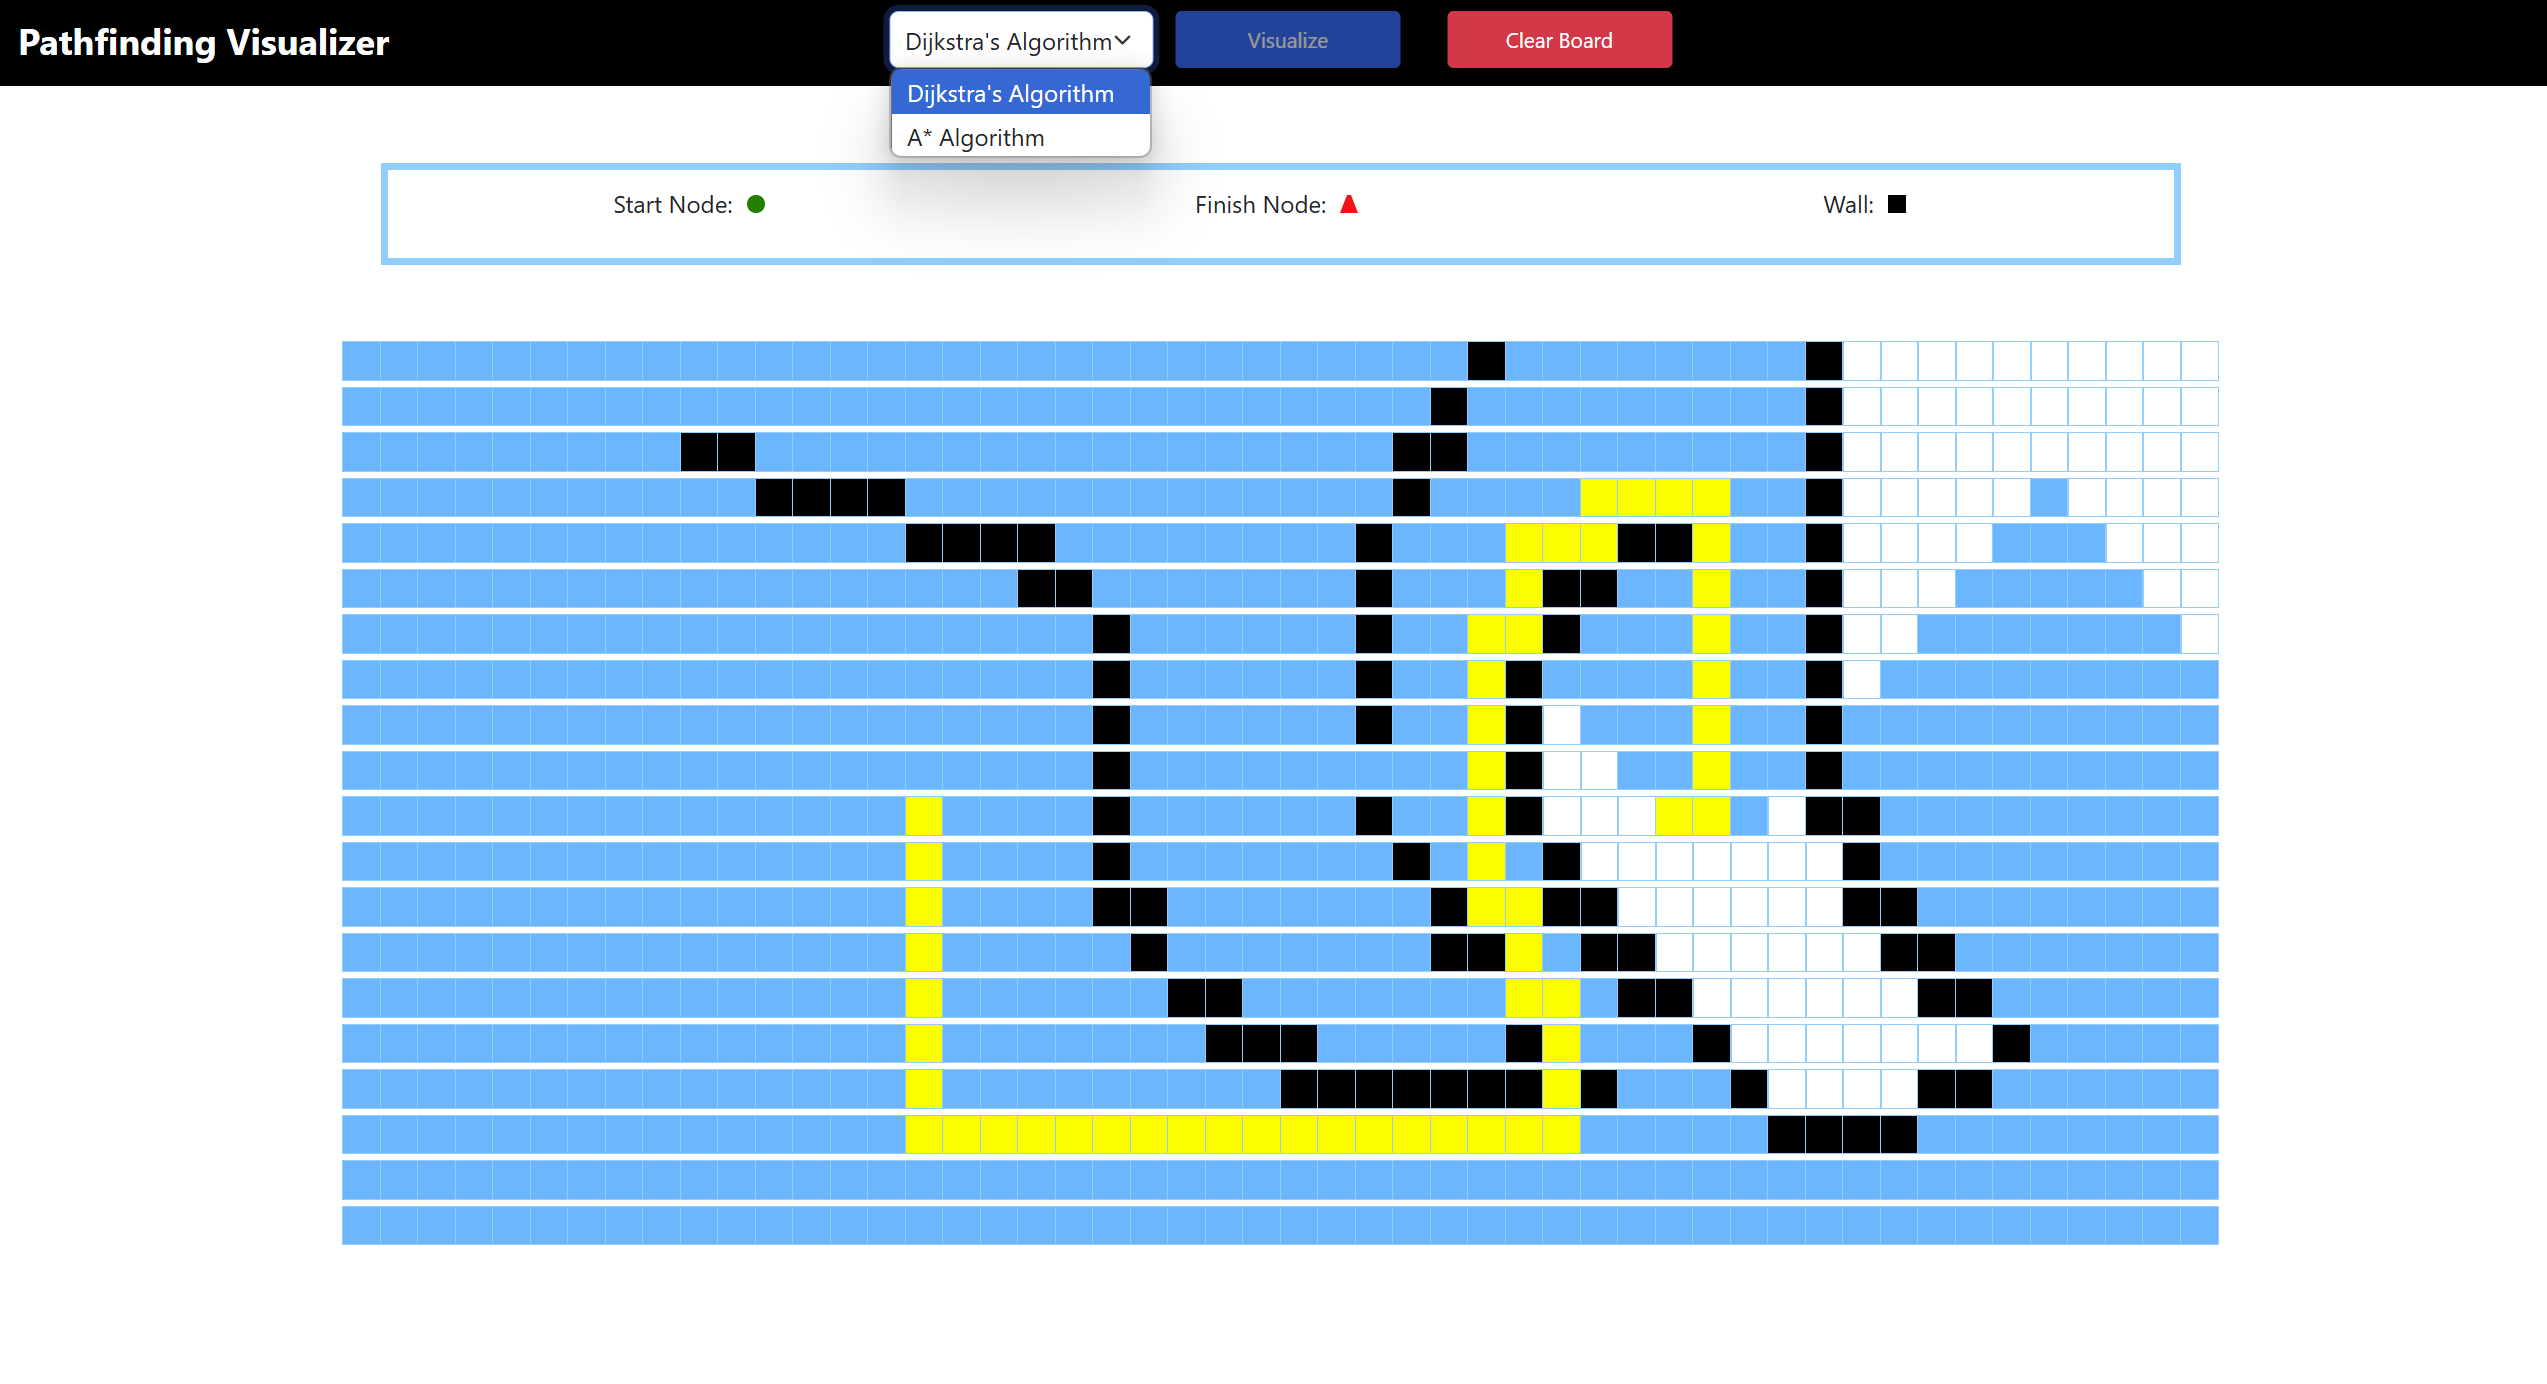 Pathfinding Visualizer
Dijkstra's Algorithm
Visualize
Clear Board
Dijkstra's Algorithm
A* Algorithm
Start Node:
Finish Node:
Wall: